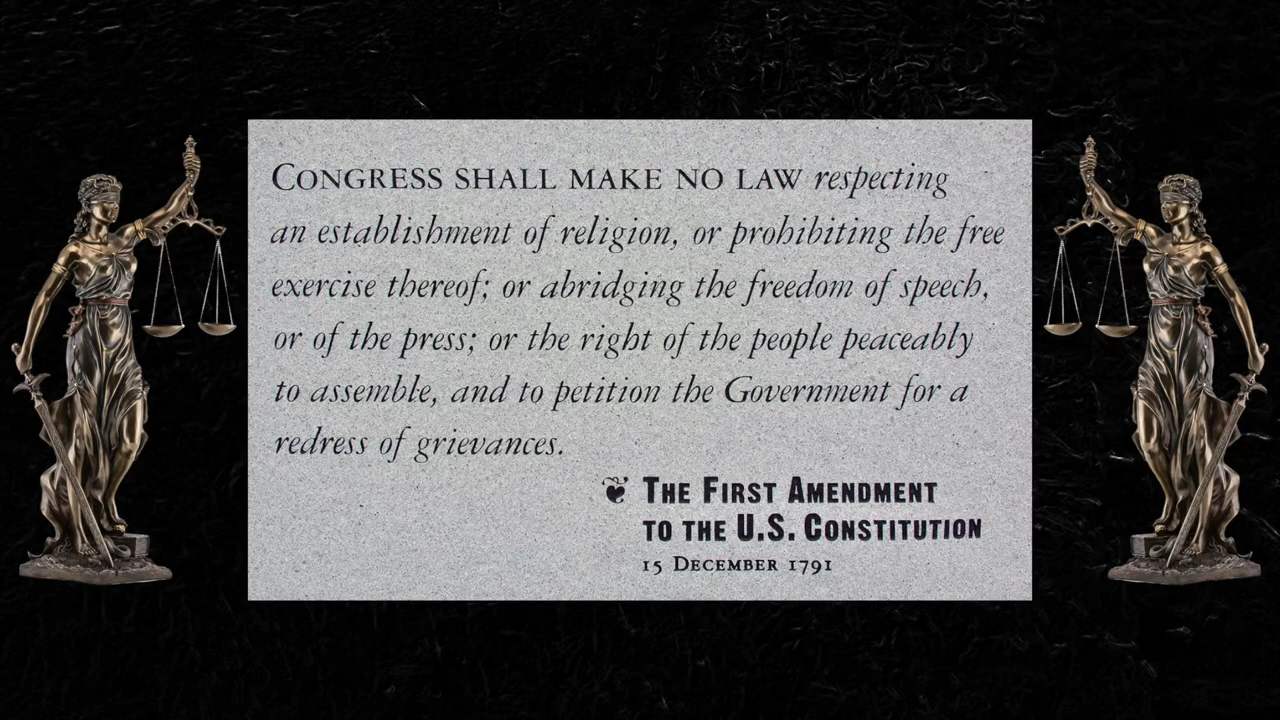 CONGRESS SHALL MAKE NO LAW respecting
an establishment of religion, or prohibiting the free
exercise thereof; or abridging the freedom of speech,
or of the press; or the right of the people peaceably
to assemble, and to petition the Government for a
redress of grievances.
❦ THE FIRST AMENDMENT
TO THE U.S. CONSTITUTION
15 DECEMBER 1791